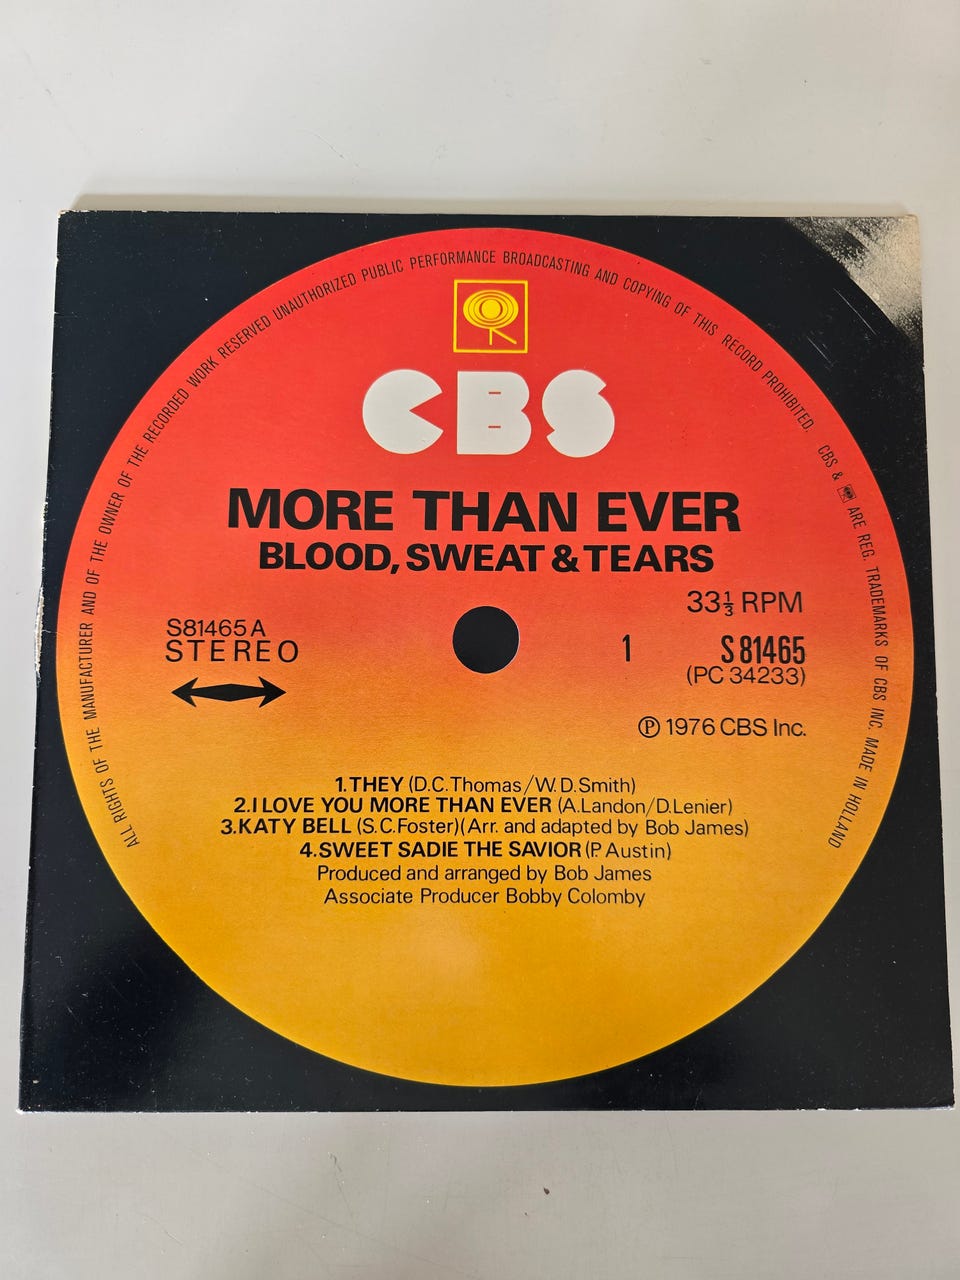 ALL RIGHTS OF THE MANUFACTURER AND OF THE OWNER OF THE RECORDED WORK RESERVED UNAUTHORIZED PUBLIC PERFORMANCE BROADCASTING AND COPYING OF THIS RECORD PROHIBITED. CBS & ARE REG. TRADEMARKS OF CBS INC. MADE IN HOLLAND
CBS
MORE THAN EVER
BLOOD, SWEAT & TEARS
33⅓ RPM
S81465A
STEREO
1
S 81465
(PC 34233)
Ⓟ 1976 CBS Inc.
1.THEY (D.C.Thomas/W.D.Smith)
2.I LOVE YOU MORE THAN EVER (A.Landon/D.Lenier)
3.KATY BELL (S.C.Foster)(Arr. and adapted by Bob James)
4.SWEET SADIE THE SAVIOR (P. Austin)
Produced and arranged by Bob James
Associate Producer Bobby Colomby